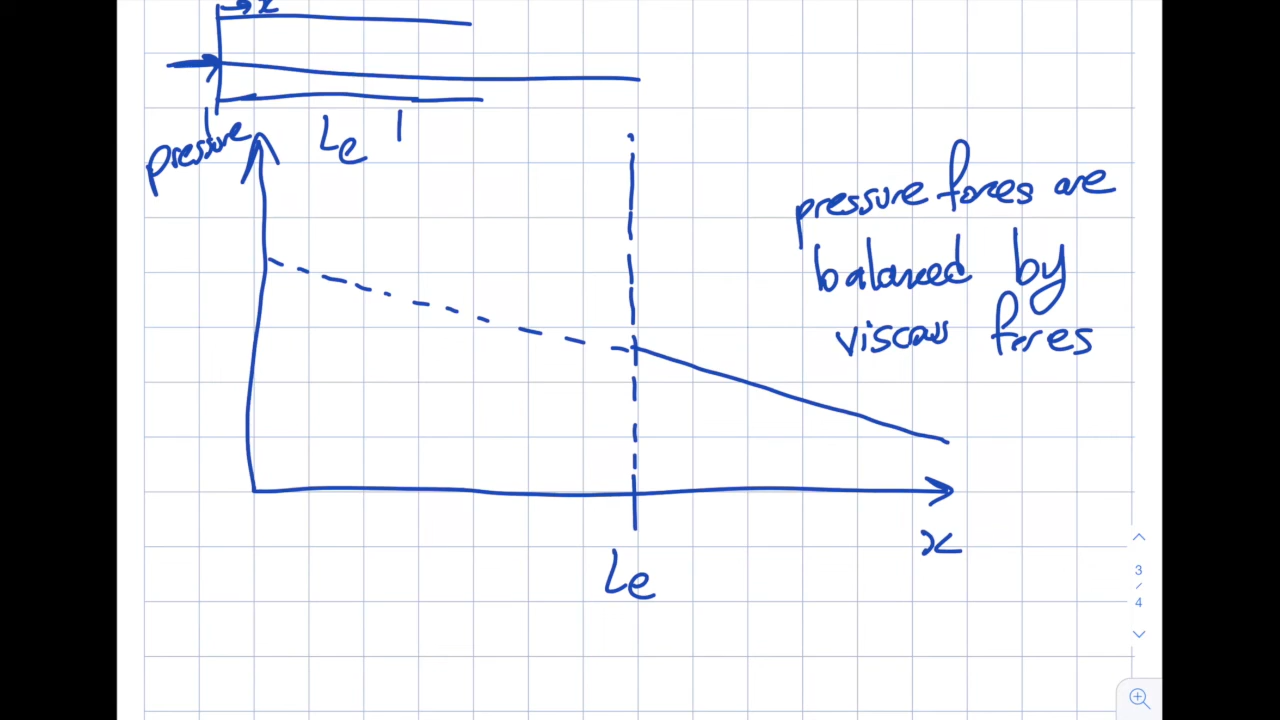 x
pressure
Le
pressure forces are
balanced by
viscous forces
x
Le
3
4